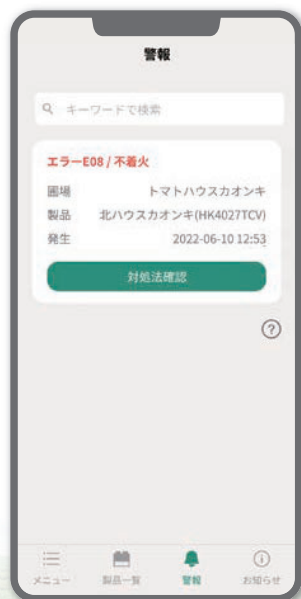 警報
キーワードで検索
エラーE08 / 不着火
圃場 トマトハウスカオンキ
製品 北ハウスカオンキ(HK4027TCV)
発生 2022-06-10 12:53
対処法確認
?
メニュー 製品一覧 警報 お知らせ